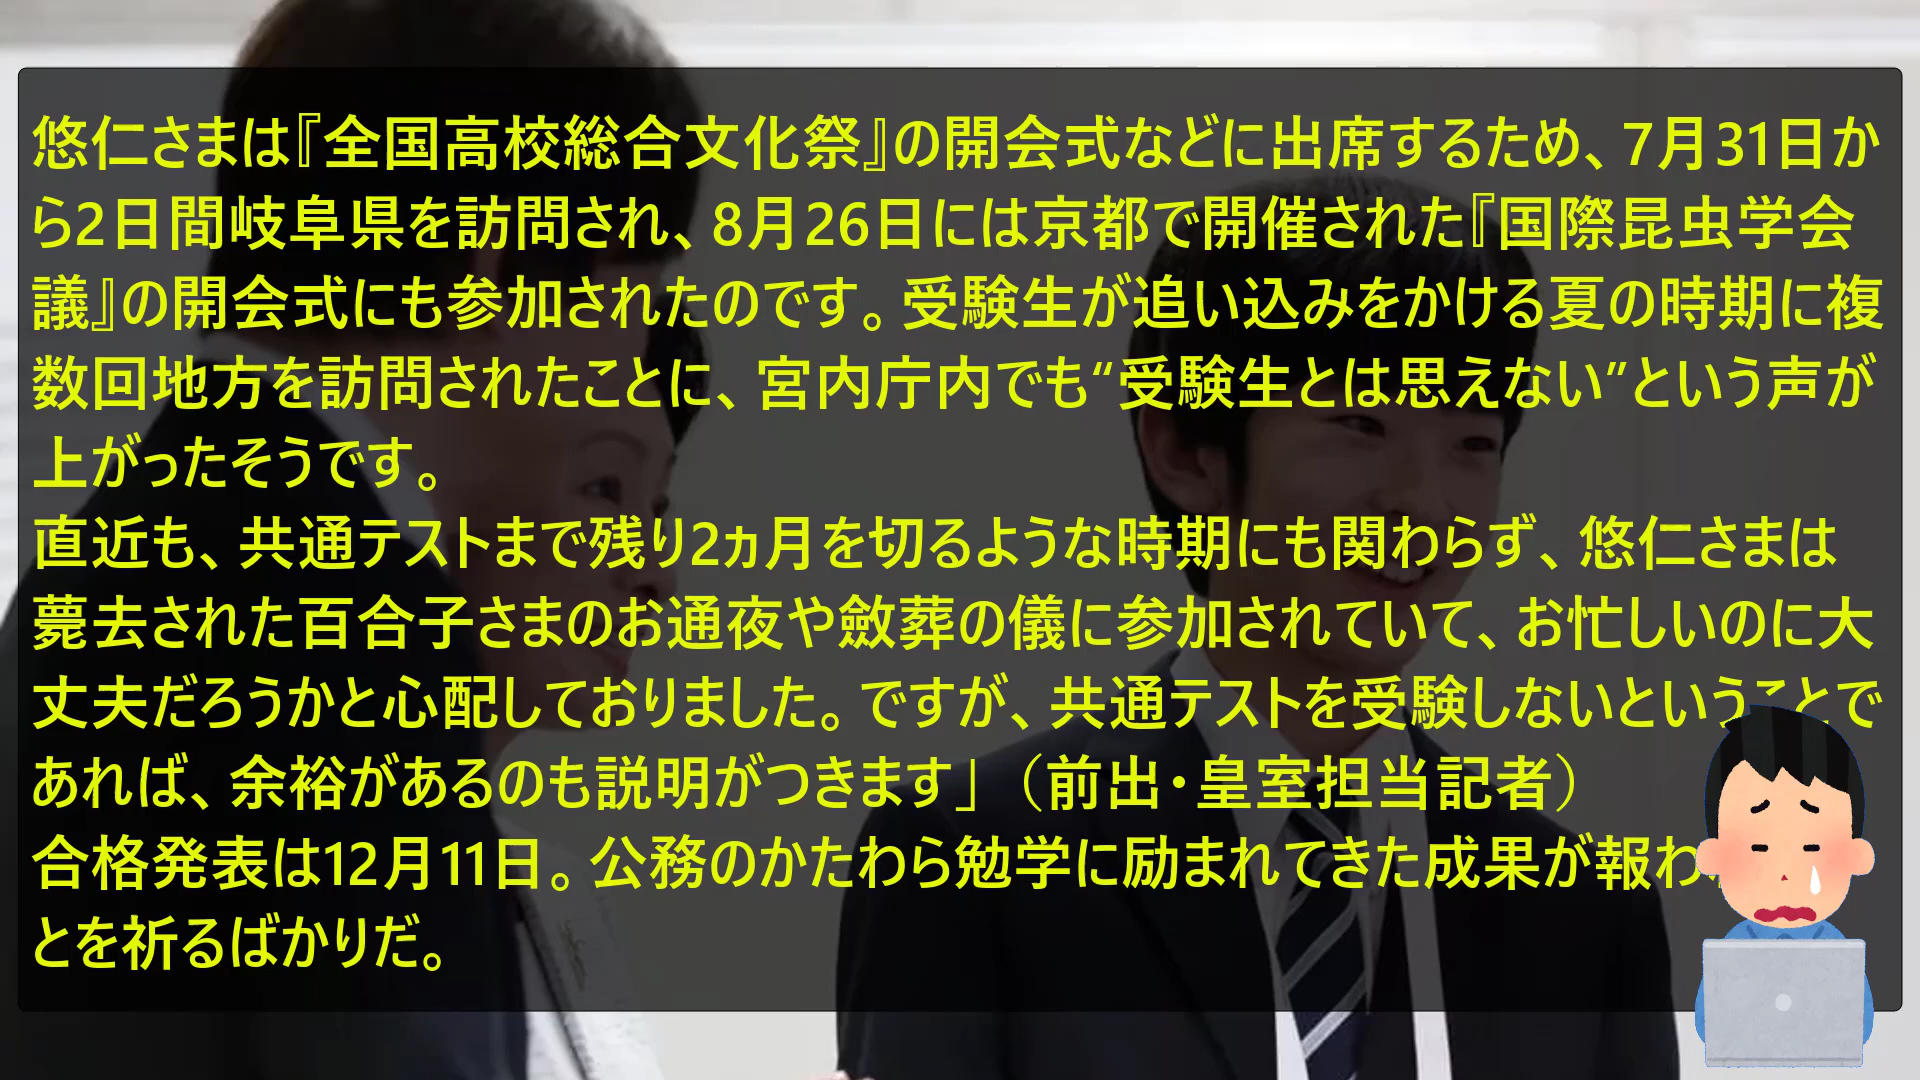 悠仁さまは『全国高校総合文化祭』の開会式などに出席するため、7月31日か
ら2日間岐阜県を訪問され、8月26日には京都で開催された『国際昆虫学会
議』の開会式にも参加されたのです。受験生が追い込みをかける夏の時期に複
数回地方を訪問されたことに、宮内庁内でも“受験生とは思えない”という声が
上がったそうです。
直近も、共通テストまで残り2ヵ月を切るような時期にも関わらず、悠仁さまは
薨去された百合子さまのお通夜や斂葬の儀に参加されていて、お忙しいのに大
丈夫だろうかと心配しておりました。ですが、共通テストを受験しないということで
あれば、余裕があるのも説明がつきます」（前出・皇室担当記者）
合格発表は12月11日。公務のかたわら勉学に励まれてきた成果が報わ
とを祈るばかりだ。